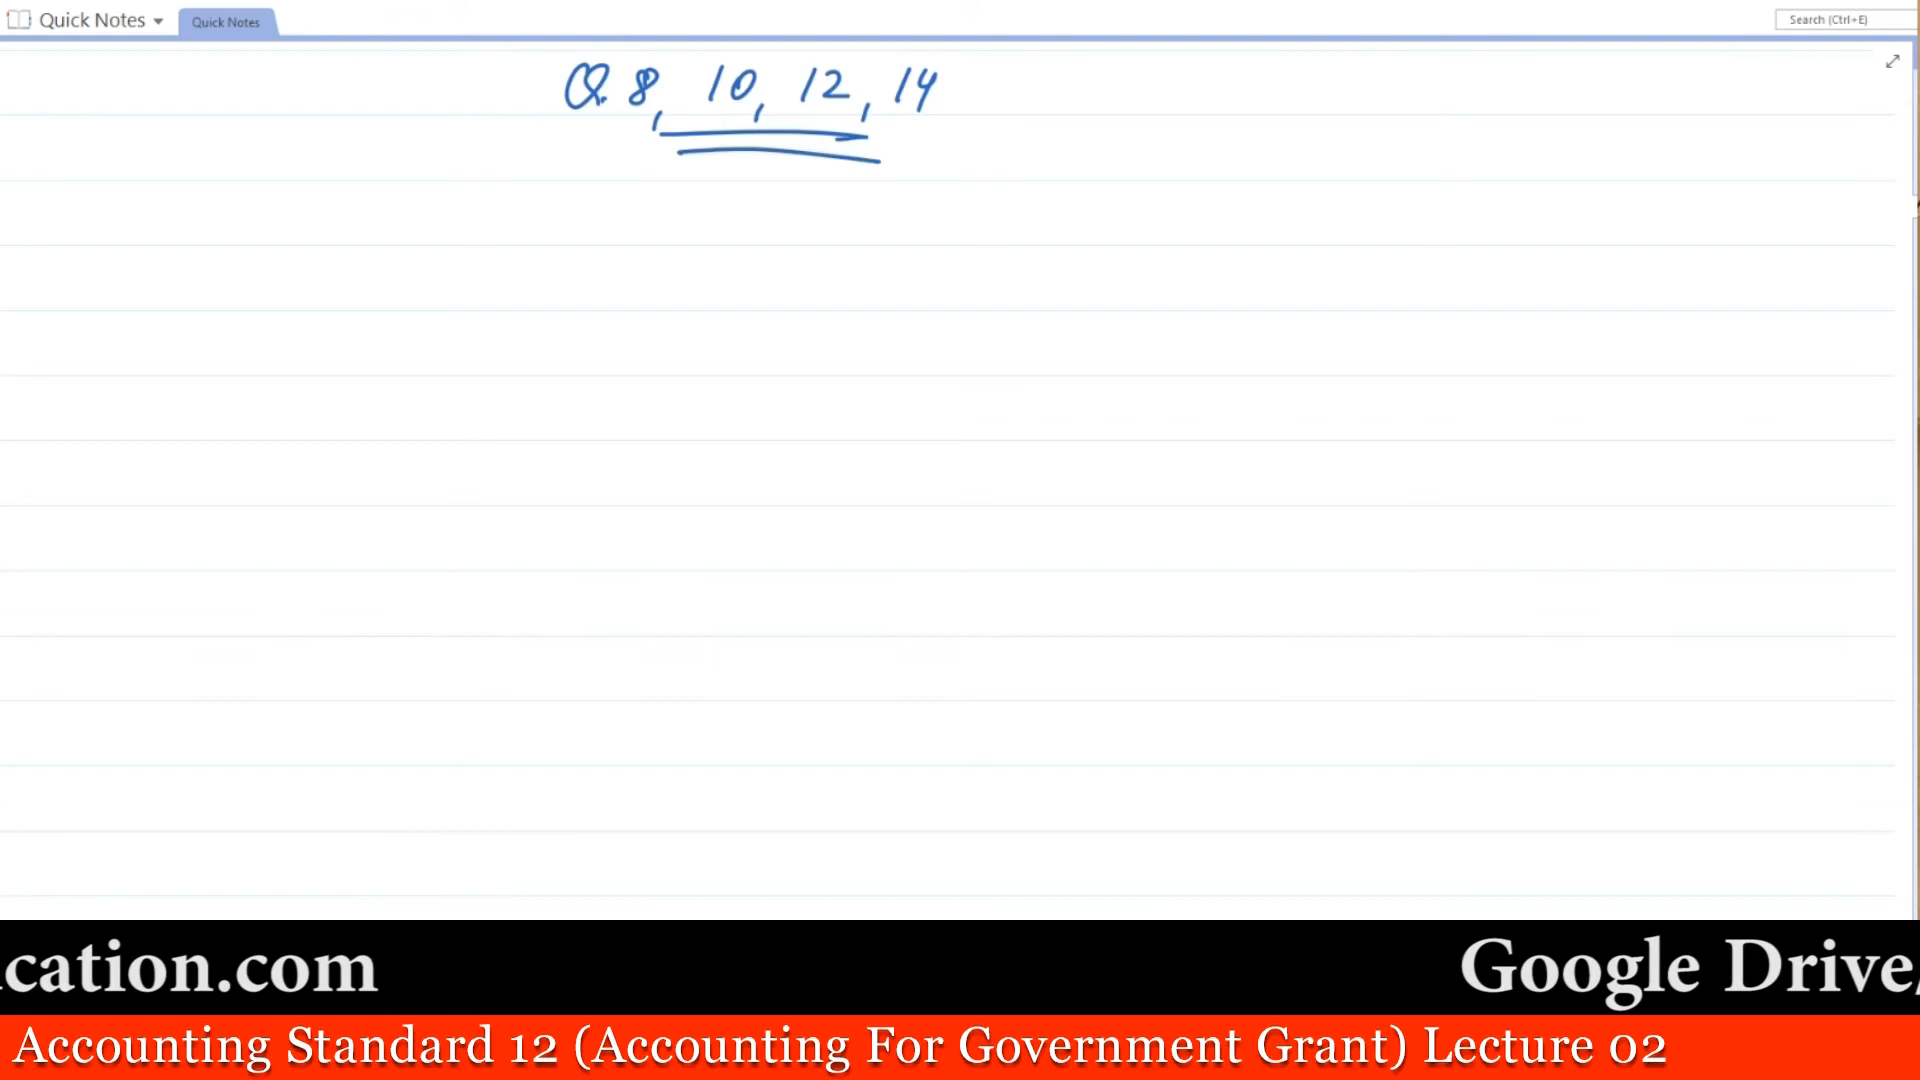 Quick Notes
Quick Notes
Search (Ctrl+E)
Q. 8, 10, 12, 14
cation.com
Google Drive/
Accounting Standard 12 (Accounting For Government Grant) Lecture 02